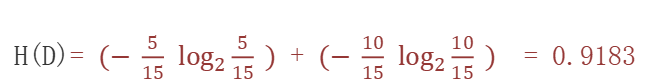 H(D)= (− 5/15 log₂ 5/15 ) + (− 10/15 log₂ 10/15 ) = 0.9183